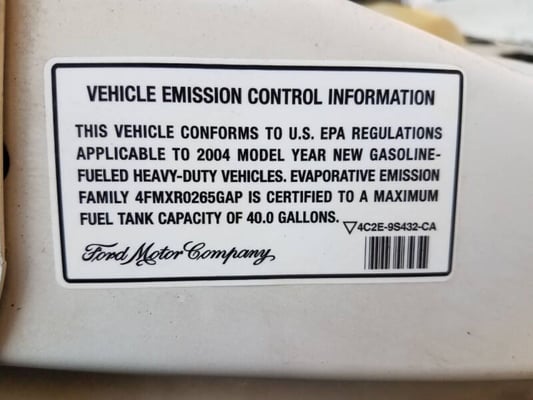 VEHICLE EMISSION CONTROL INFORMATION
THIS VEHICLE CONFORMS TO U.S. EPA REGULATIONS
APPLICABLE TO 2004 MODEL YEAR NEW GASOLINE-
FUELED HEAVY-DUTY VEHICLES. EVAPORATIVE EMISSION
FAMILY 4FMXR0265GAP IS CERTIFIED TO A MAXIMUM
FUEL TANK CAPACITY OF 40.0 GALLONS.
4C2E-9S432-CA
Ford Motor Company